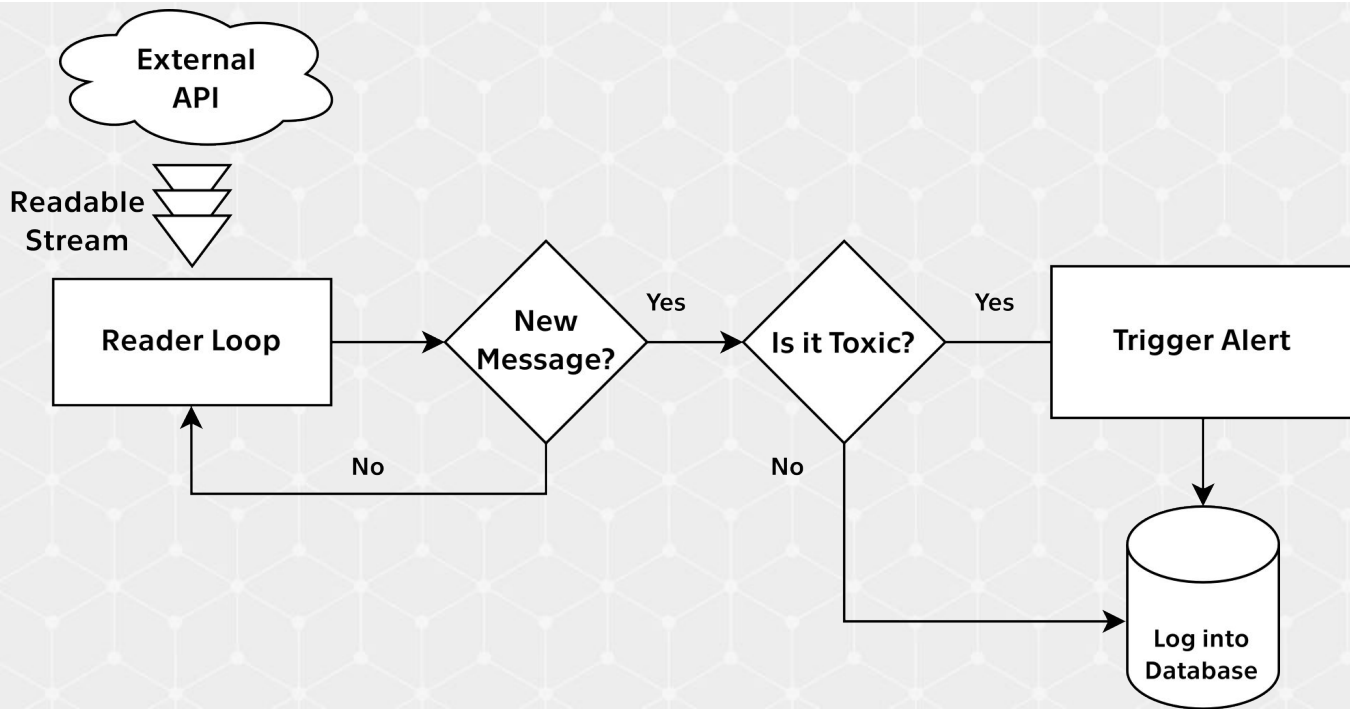 External
API
Readable
Stream
Reader Loop
New
Message?
Yes
Is it Toxic?
Yes
Trigger Alert
No
No
Log into
Database